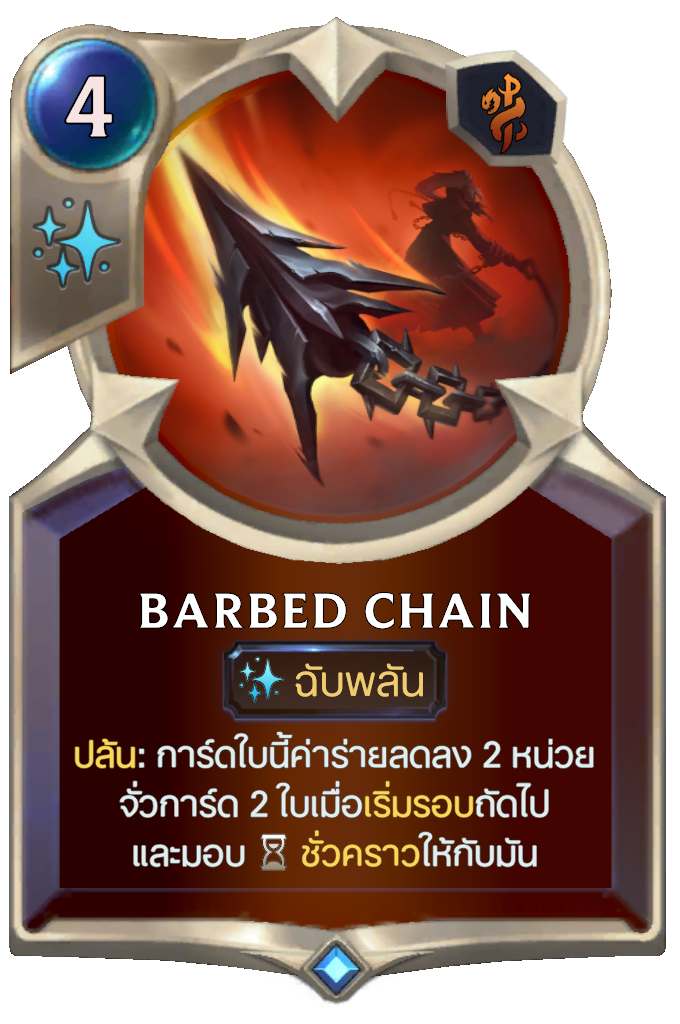 4
BARBED CHAIN
ฉับพลัน
ปล้น: การ์ดใบนี้ค่าร่ายลดลง 2 หน่วย
จั่วการ์ด 2 ใบเมื่อเริ่มรอบถัดไป
และมอบ ชั่วคราวให้กับมัน